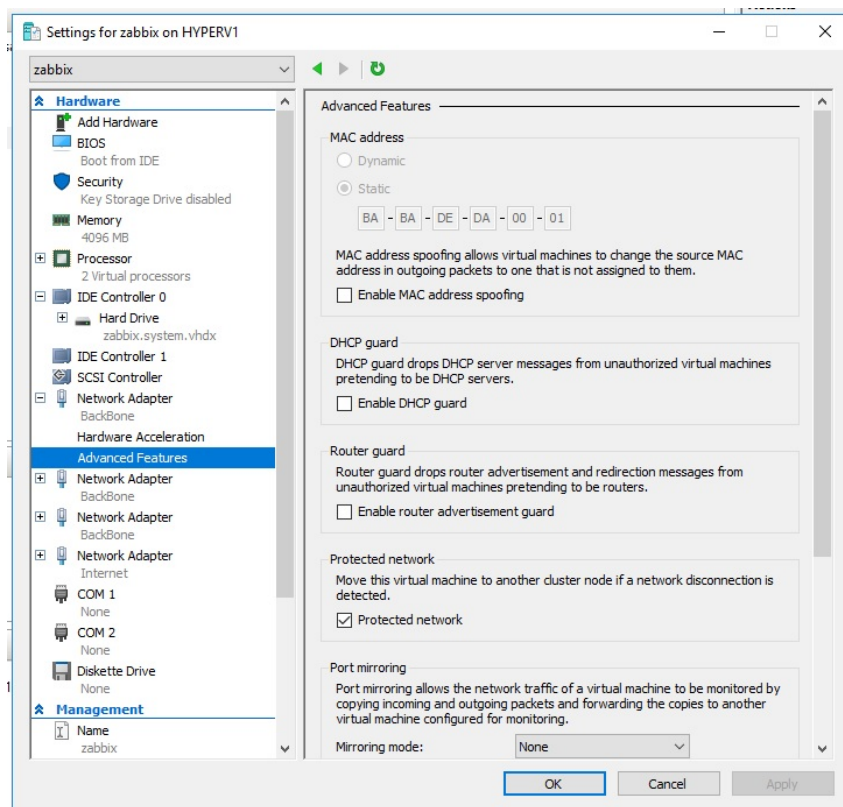 Settings for zabbix on HYPERV1
zabbix
Hardware
Add Hardware
BIOS
Boot from IDE
Security
Key Storage Drive disabled
Memory
4096 MB
Processor
2 Virtual processors
IDE Controller 0
Hard Drive
zabbix.system.vhdx
IDE Controller 1
SCSI Controller
Network Adapter
BackBone
Hardware Acceleration
Advanced Features
Network Adapter
BackBone
Network Adapter
BackBone
Network Adapter
Internet
COM 1
None
COM 2
None
Diskette Drive
None
Management
Name
zabbix
Advanced Features
MAC address
Dynamic
Static
BA - BA - DE - DA - 00 - 01
MAC address spoofing allows virtual machines to change the source MAC
address in outgoing packets to one that is not assigned to them.
Enable MAC address spoofing
DHCP guard
DHCP guard drops DHCP server messages from unauthorized virtual machines
pretending to be DHCP servers.
Enable DHCP guard
Router guard
Router guard drops router advertisement and redirection messages from
unauthorized virtual machines pretending to be routers.
Enable router advertisement guard
Protected network
Move this virtual machine to another cluster node if a network disconnection is
detected.
Protected network
Port mirroring
Port mirroring allows the network traffic of a virtual machine to be monitored by
copying incoming and outgoing packets and forwarding the copies to another
virtual machine configured for monitoring.
Mirroring mode: None
OK Cancel Apply